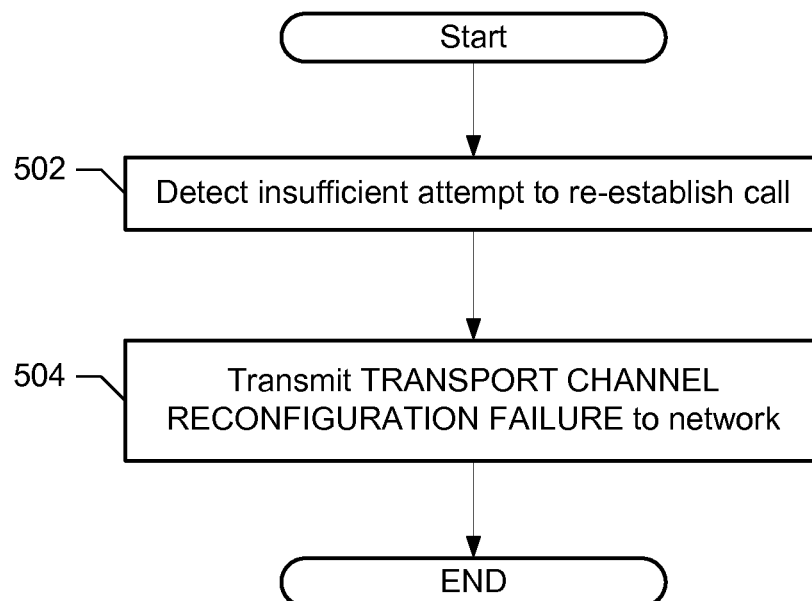 Start
502
Detect insufficient attempt to re-establish call
504
Transmit TRANSPORT CHANNEL
RECONFIGURATION FAILURE to network
END